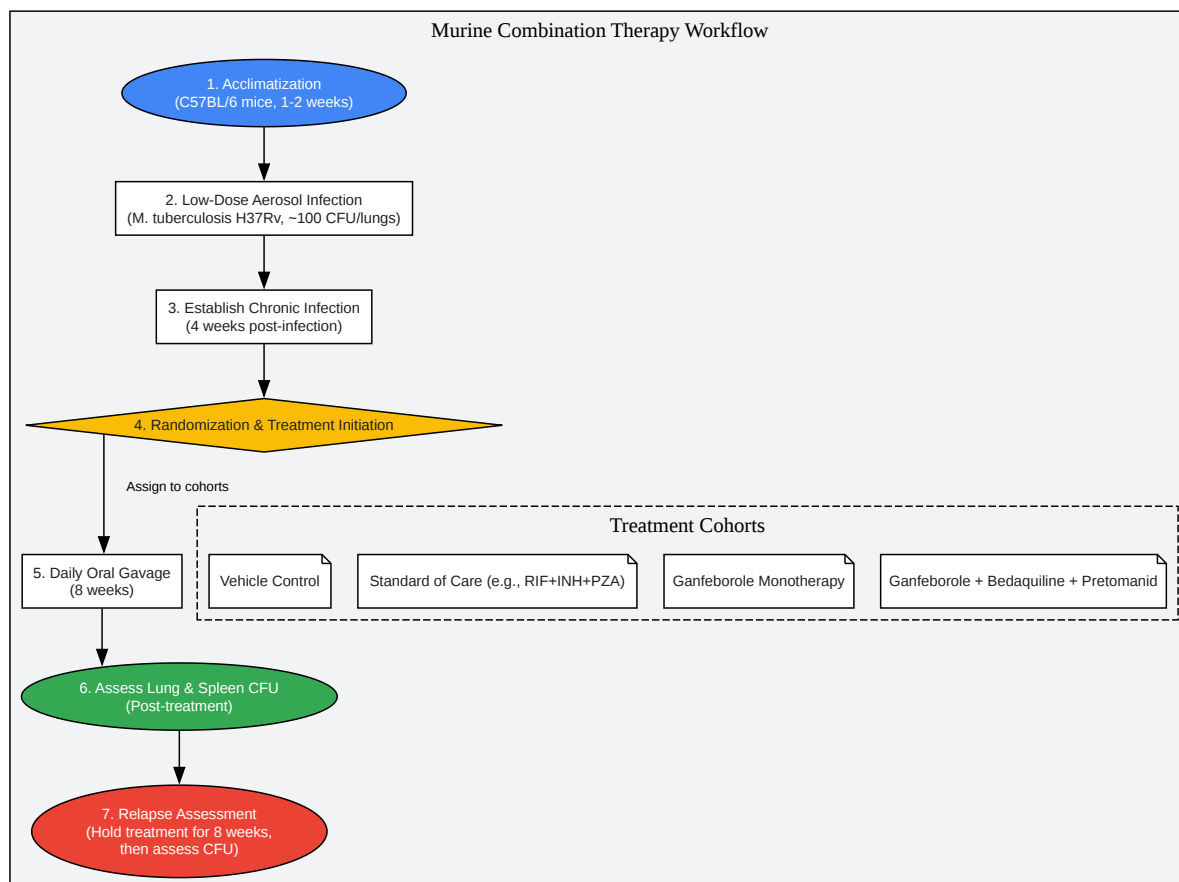 Murine Combination Therapy Workflow
1. Acclimatization
(C57BL/6 mice, 1-2 weeks)
2. Low-Dose Aerosol Infection
(M. tuberculosis H37Rv, ~100 CFU/lungs)
3. Establish Chronic Infection
(4 weeks post-infection)
4. Randomization & Treatment Initiation
Assign to cohorts
Treatment Cohorts
5. Daily Oral Gavage
(8 weeks)
Vehicle Control
Standard of Care (e.g., RIF+INH+PZA)
Ganfeborole Monotherapy
Ganfeborole + Bedaquiline + Pretomanid
6. Assess Lung & Spleen CFU
(Post-treatment)
7. Relapse Assessment
(Hold treatment for 8 weeks,
then assess CFU)